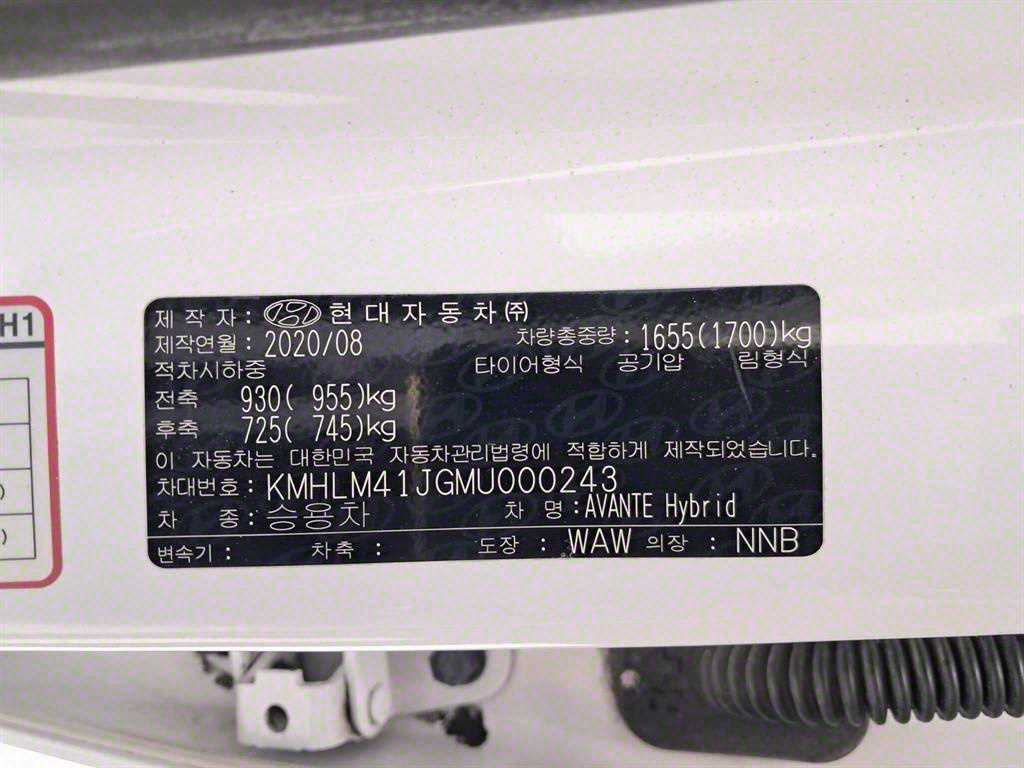 H1
제 작 자 : 현대자동차㈜
제작연월 : 2020/08 차량총중량: 1655(1700)kg
적차시하중 타이어형식 공기압 림형식
전축 930( 955)kg
후축 725( 745)kg
이 자동차는 대한민국 자동차관리법령에 적합하게 제작되었습니다.
차대번호: KMHLM41JGMU000243
차 종: 승용차 차 명:AVANTE Hybrid
변속기 : 차축 : 도장 : WAW 의장 : NNB